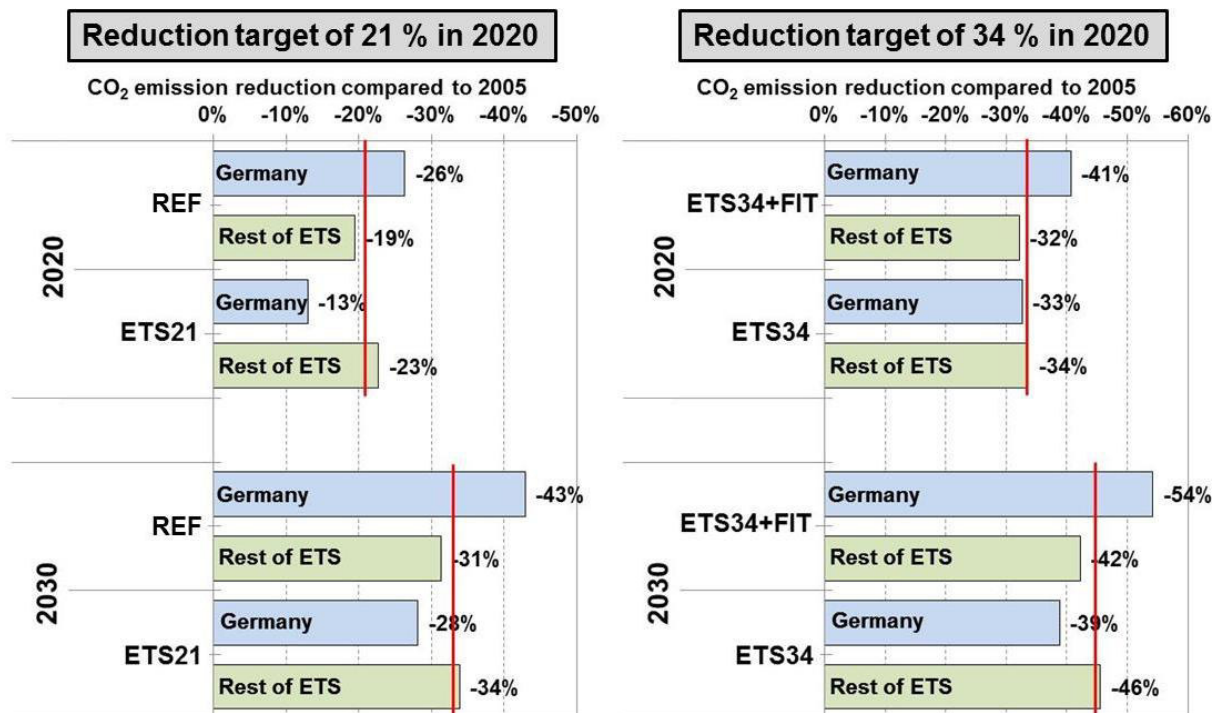 Reduction target of 21 % in 2020
CO₂ emission reduction compared to 2005
0% -10% -20% -30% -40% -50%
2020
REF
Germany -26%
Rest of ETS -19%
ETS21
Germany -13%
Rest of ETS -23%
2030
REF
Germany -43%
Rest of ETS -31%
ETS21
Germany -28%
Rest of ETS -34%
Reduction target of 34 % in 2020
CO₂ emission reduction compared to 2005
0% -10% -20% -30% -40% -50% -60%
2020
ETS34+FIT
Germany -41%
Rest of ETS -32%
ETS34
Germany -33%
Rest of ETS -34%
2030
ETS34+FIT
Germany -54%
Rest of ETS -42%
ETS34
Germany -39%
Rest of ETS -46%